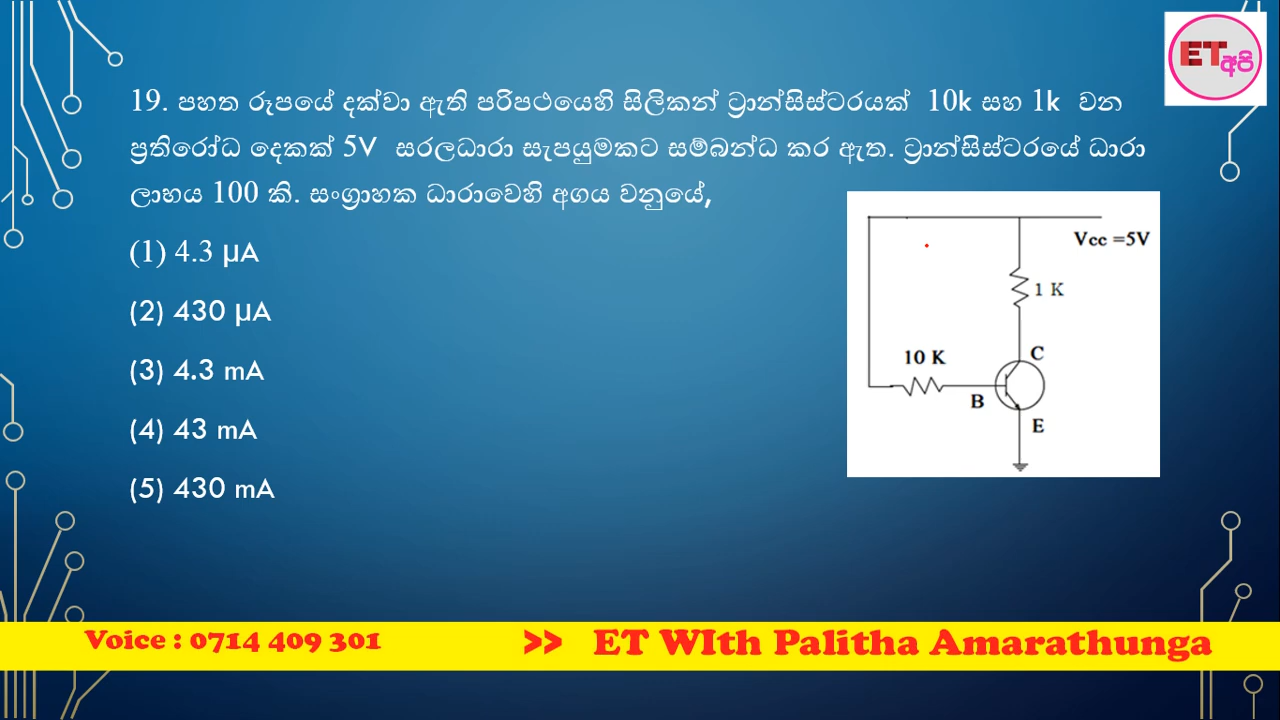 ET
අපි
19. පහත රූපයේ දක්වා ඇති පරිපථයෙහි සිලිකන් ට්‍රාන්සිස්ටරයක් 10k සහ 1k වන
ප්‍රතිරෝධ දෙකක් 5V සරලධාරා සැපයුමකට සම්බන්ධ කර ඇත. ට්‍රාන්සිස්ටරයේ ධාරා
ලාභය 100 කි. සංග්‍රාහක ධාරාවෙහි අගය වනුයේ,
(1) 4.3 µA
(2) 430 µA
(3) 4.3 mA
(4) 43 mA
(5) 430 mA
Vcc =5V
1 K
10 K
C
B
E
Voice : 0714 409 301 >> ET WIth Palitha Amarathunga